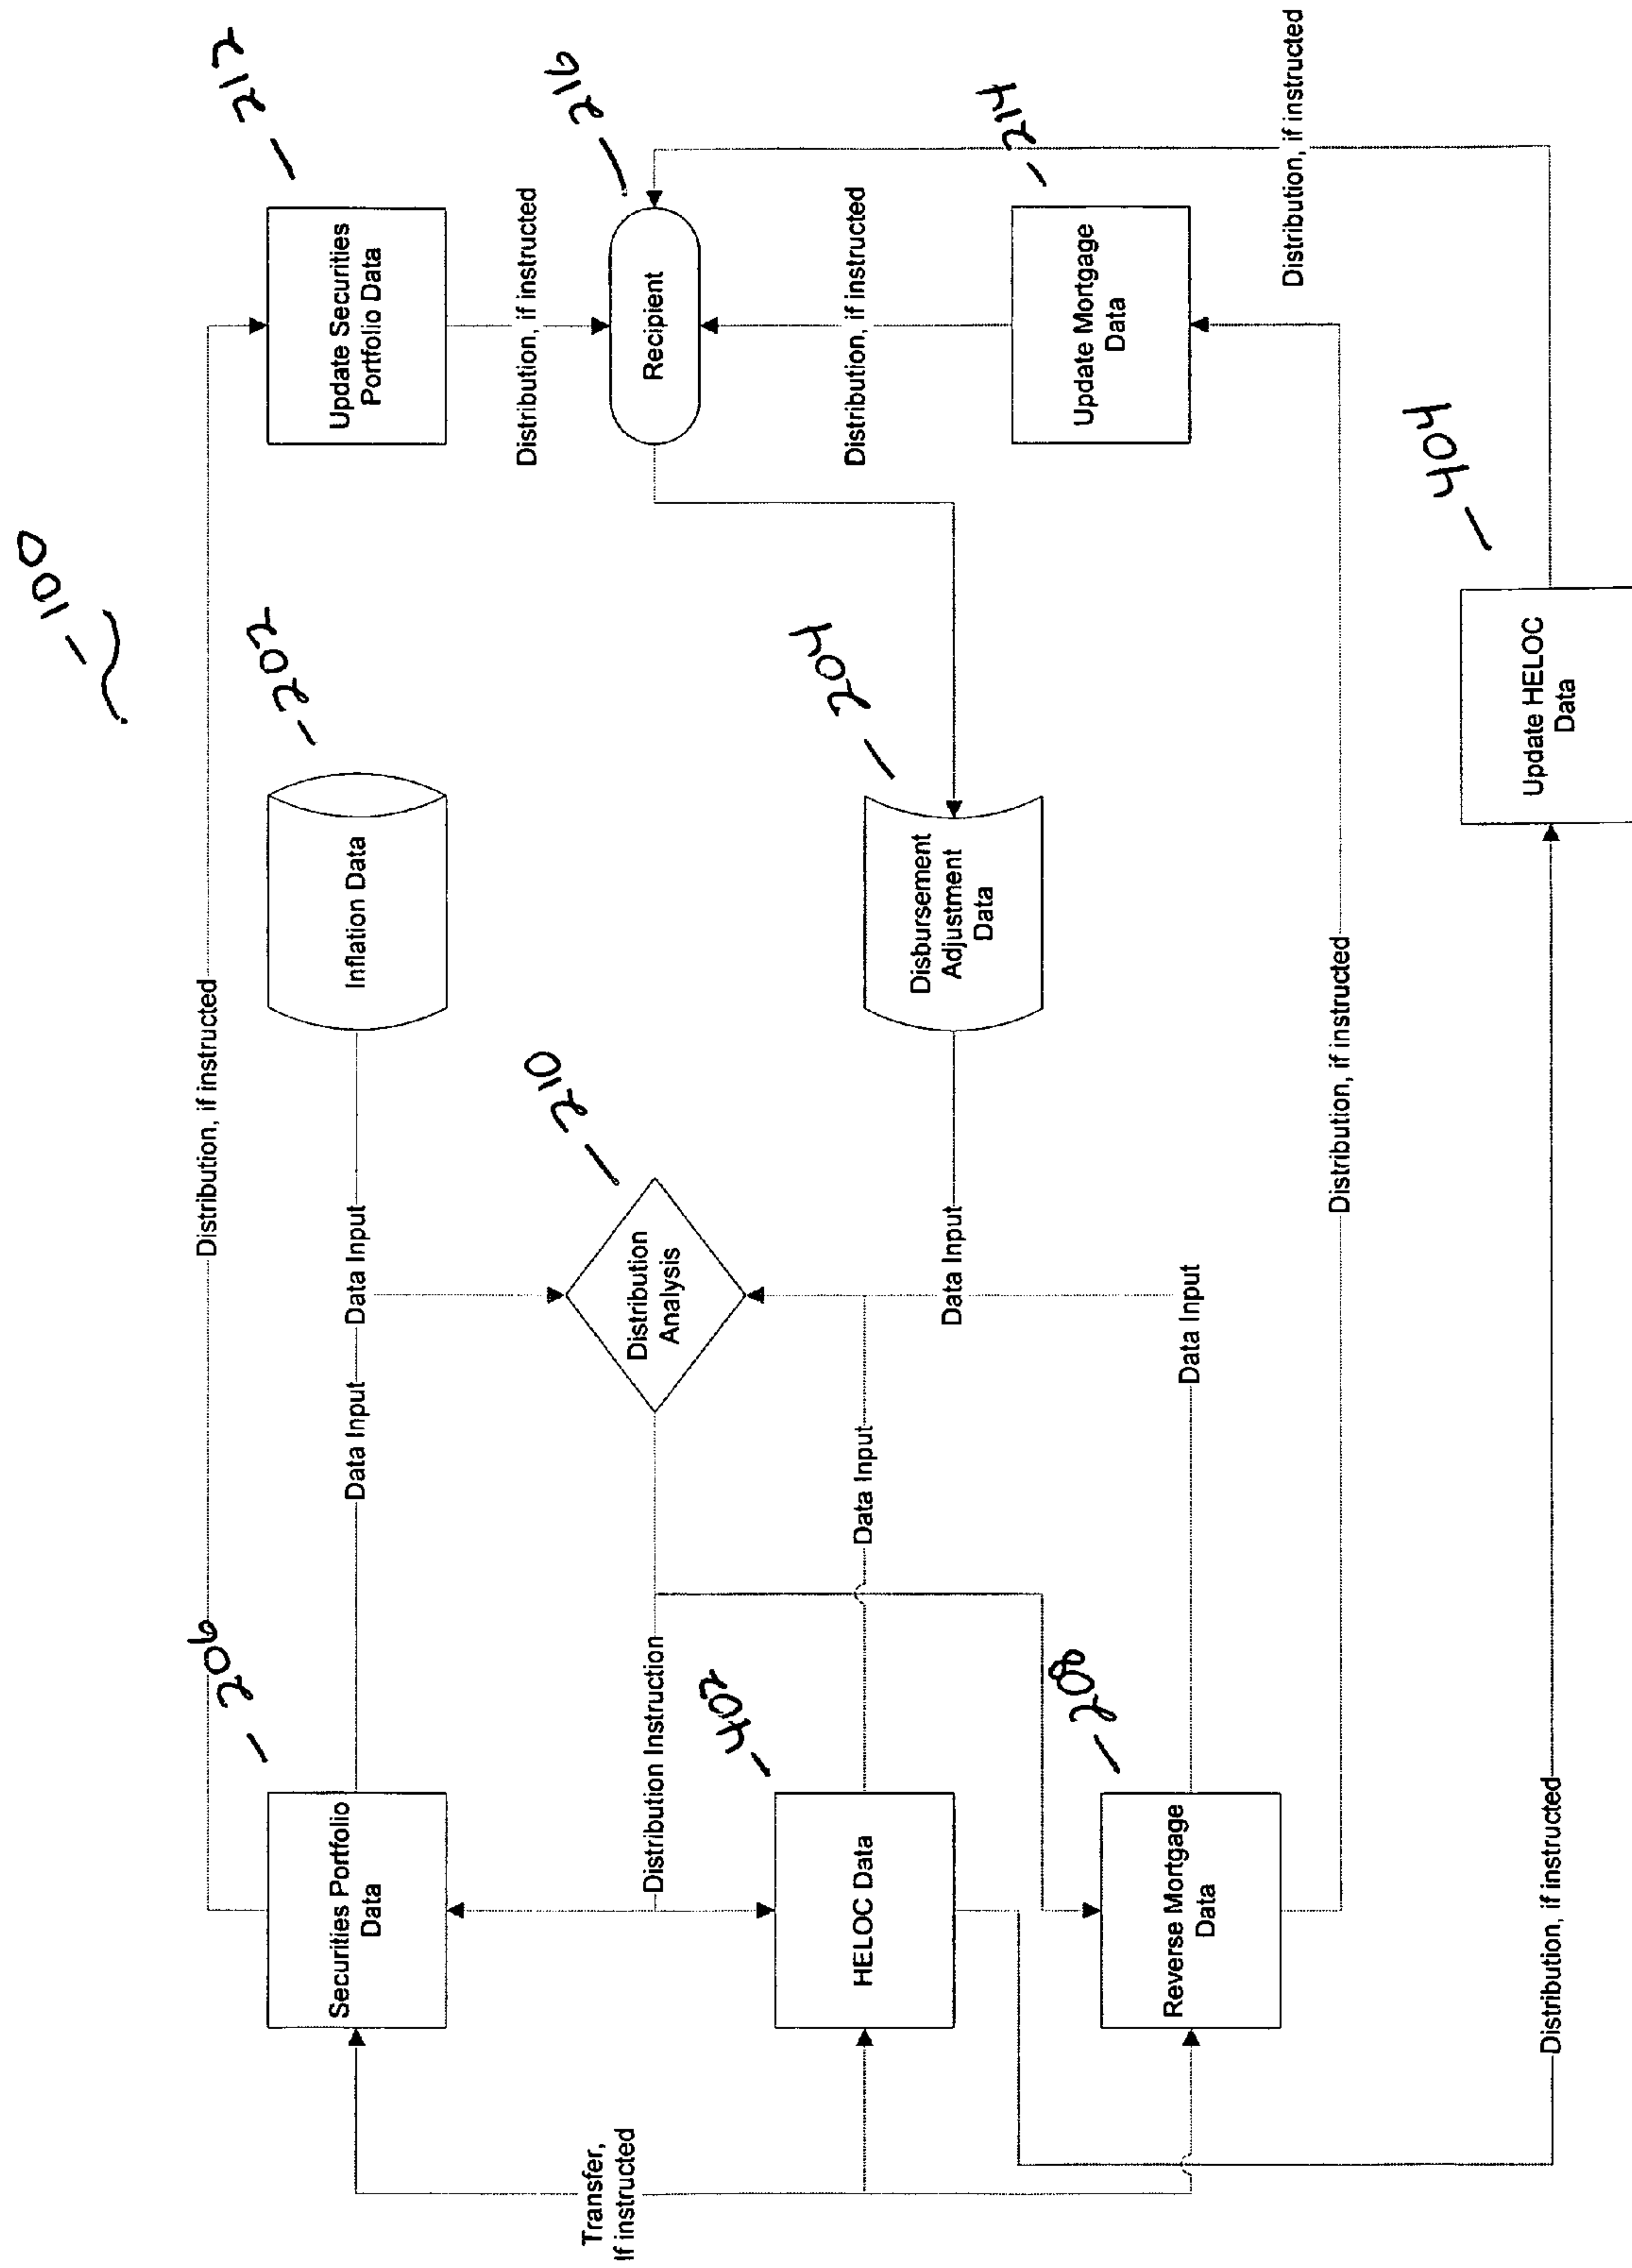 100
Distribution, if instructed
206
Securities Portfolio
Data
Data Input
Data Input
202
Inflation Data
212
Update Securities
Portfolio Data
Distribution, if instructed
Transfer,
If instructed
Distribution Instruction
210
Distribution
Analysis
216
Recipient
402
HELOC Data
Data Input
Data Input
204
Disbursement
Adjustment
Data
Distribution, if instructed
208
Reverse Mortgage
Data
Data Input
214
Update Mortgage
Data
Distribution, if instructed
Distribution, if instructed
404
Update HELOC
Data
Distribution, if instructed